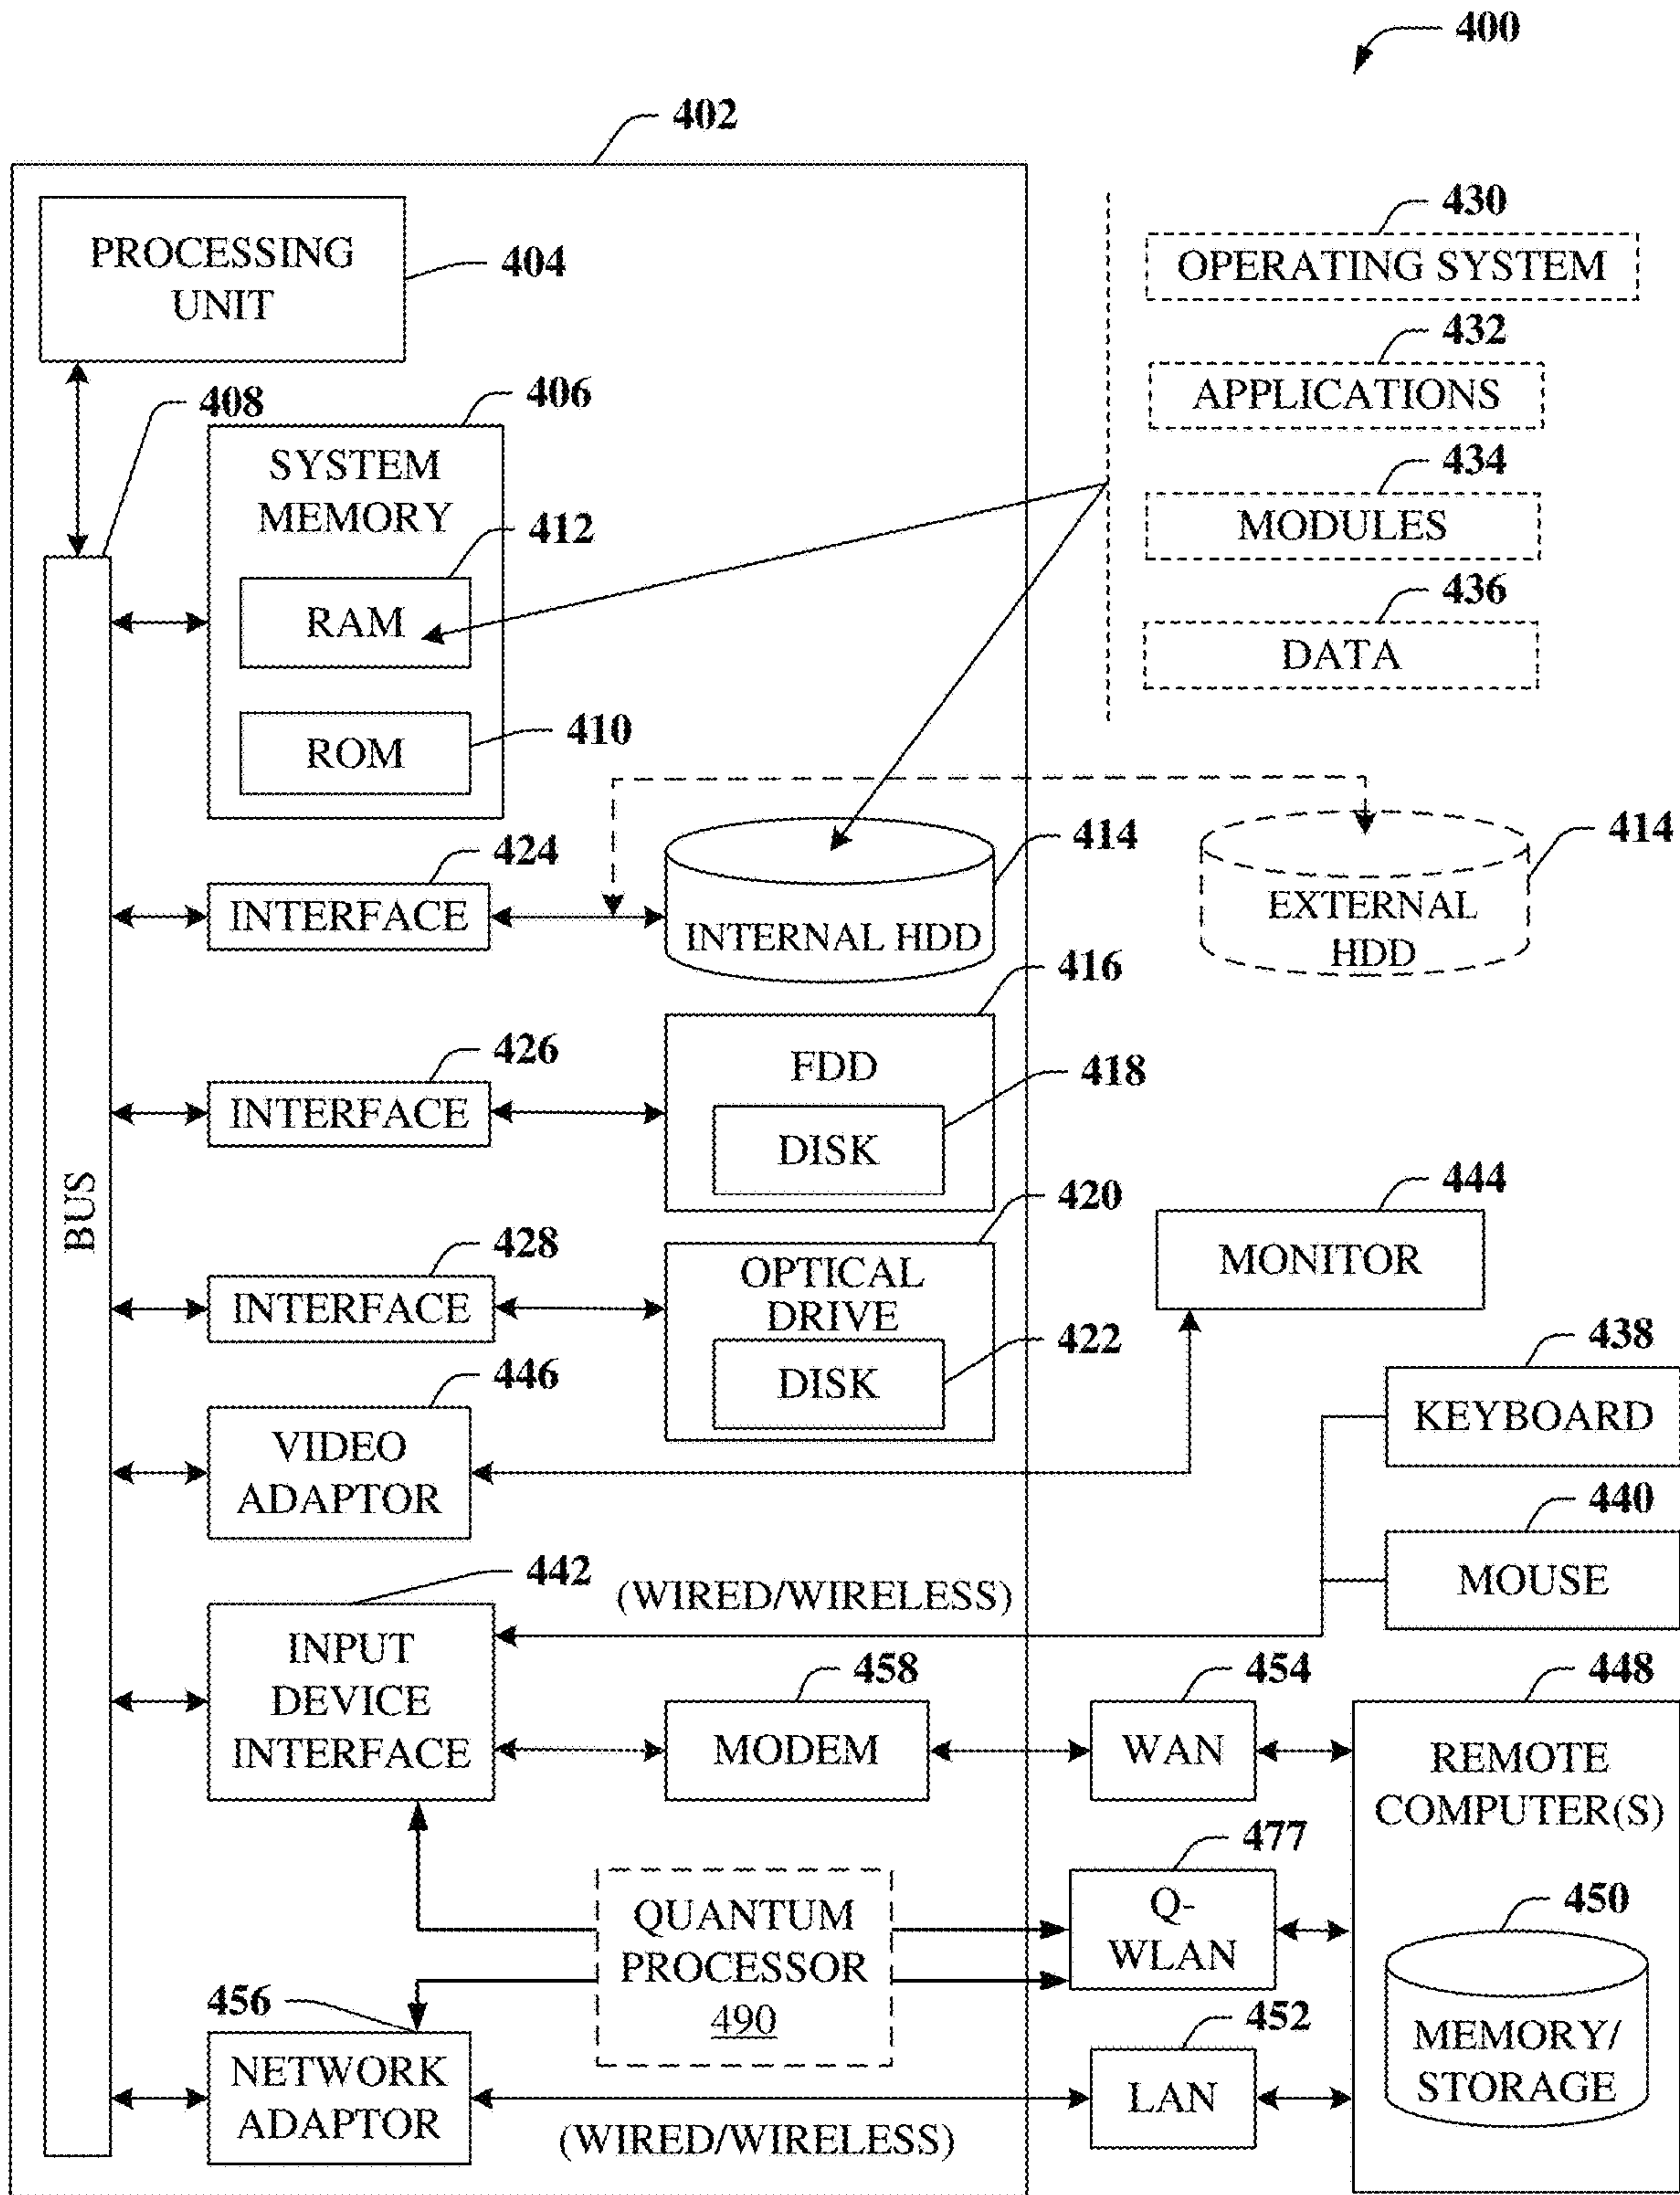 400
402
PROCESSING
UNIT
404
430
OPERATING SYSTEM
432
APPLICATIONS
408
406
SYSTEM
MEMORY
434
MODULES
412
RAM
436
DATA
410
ROM
424
INTERFACE
414
INTERNAL HDD
414
EXTERNAL
HDD
416
FDD
426
INTERFACE
418
DISK
BUS
420
OPTICAL
DRIVE
444
MONITOR
428
INTERFACE
422
DISK
438
KEYBOARD
446
VIDEO
ADAPTOR
440
MOUSE
442
(WIRED/WIRELESS)
INPUT
DEVICE
INTERFACE
458
MODEM
454
WAN
448
REMOTE
COMPUTER(S)
477
Q-
WLAN
QUANTUM
PROCESSOR
490
450
MEMORY/
STORAGE
456
NETWORK
ADAPTOR
452
LAN
(WIRED/WIRELESS)